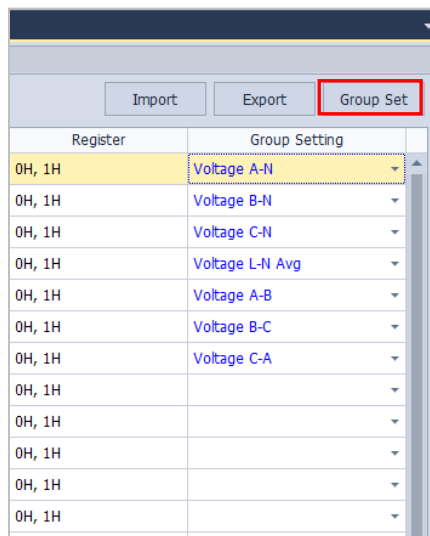 Import Export Group Set
Register Group Setting
0H, 1H Voltage A-N
0H, 1H Voltage B-N
0H, 1H Voltage C-N
0H, 1H Voltage L-N Avg
0H, 1H Voltage A-B
0H, 1H Voltage B-C
0H, 1H Voltage C-A
0H, 1H
0H, 1H
0H, 1H
0H, 1H
0H, 1H